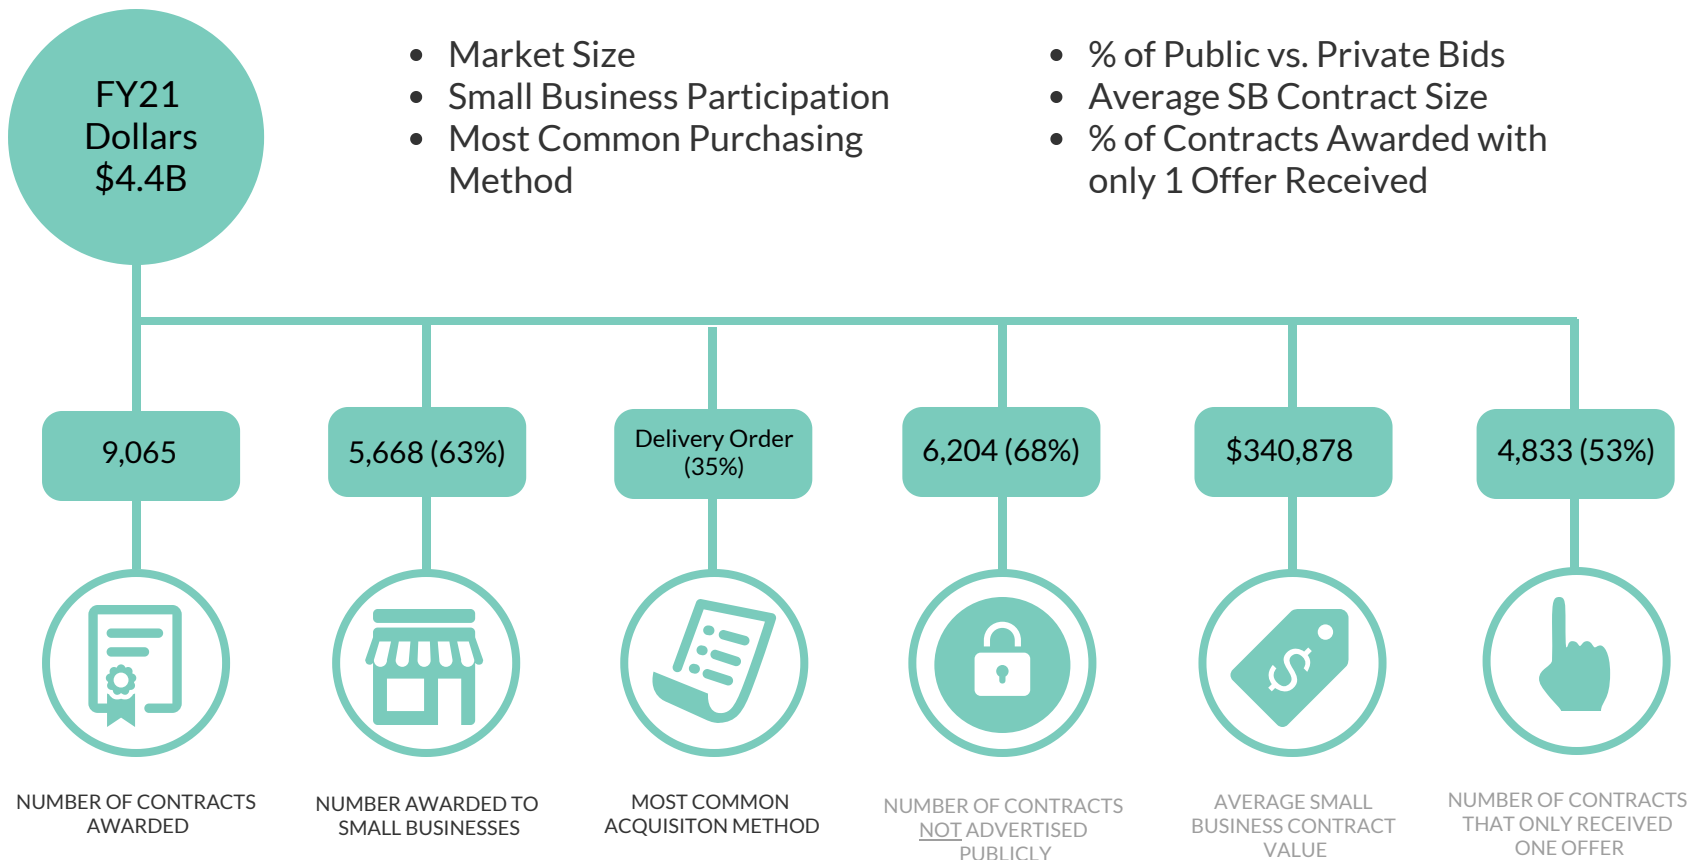 FY21
Dollars
$4.4B
• Market Size
• Small Business Participation
• Most Common Purchasing
Method
• % of Public vs. Private Bids
• Average SB Contract Size
• % of Contracts Awarded with
only 1 Offer Received
9,065
5,668 (63%)
Delivery Order
(35%)
6,204 (68%)
$340,878
4,833 (53%)
$
NUMBER OF CONTRACTS
AWARDED
NUMBER AWARDED TO
SMALL BUSINESSES
MOST COMMON
ACQUISITON METHOD
NUMBER OF CONTRACTS
NOT ADVERTISED
PUBLICLY
AVERAGE SMALL
BUSINESS CONTRACT
VALUE
NUMBER OF CONTRACTS
THAT ONLY RECEIVED
ONE OFFER